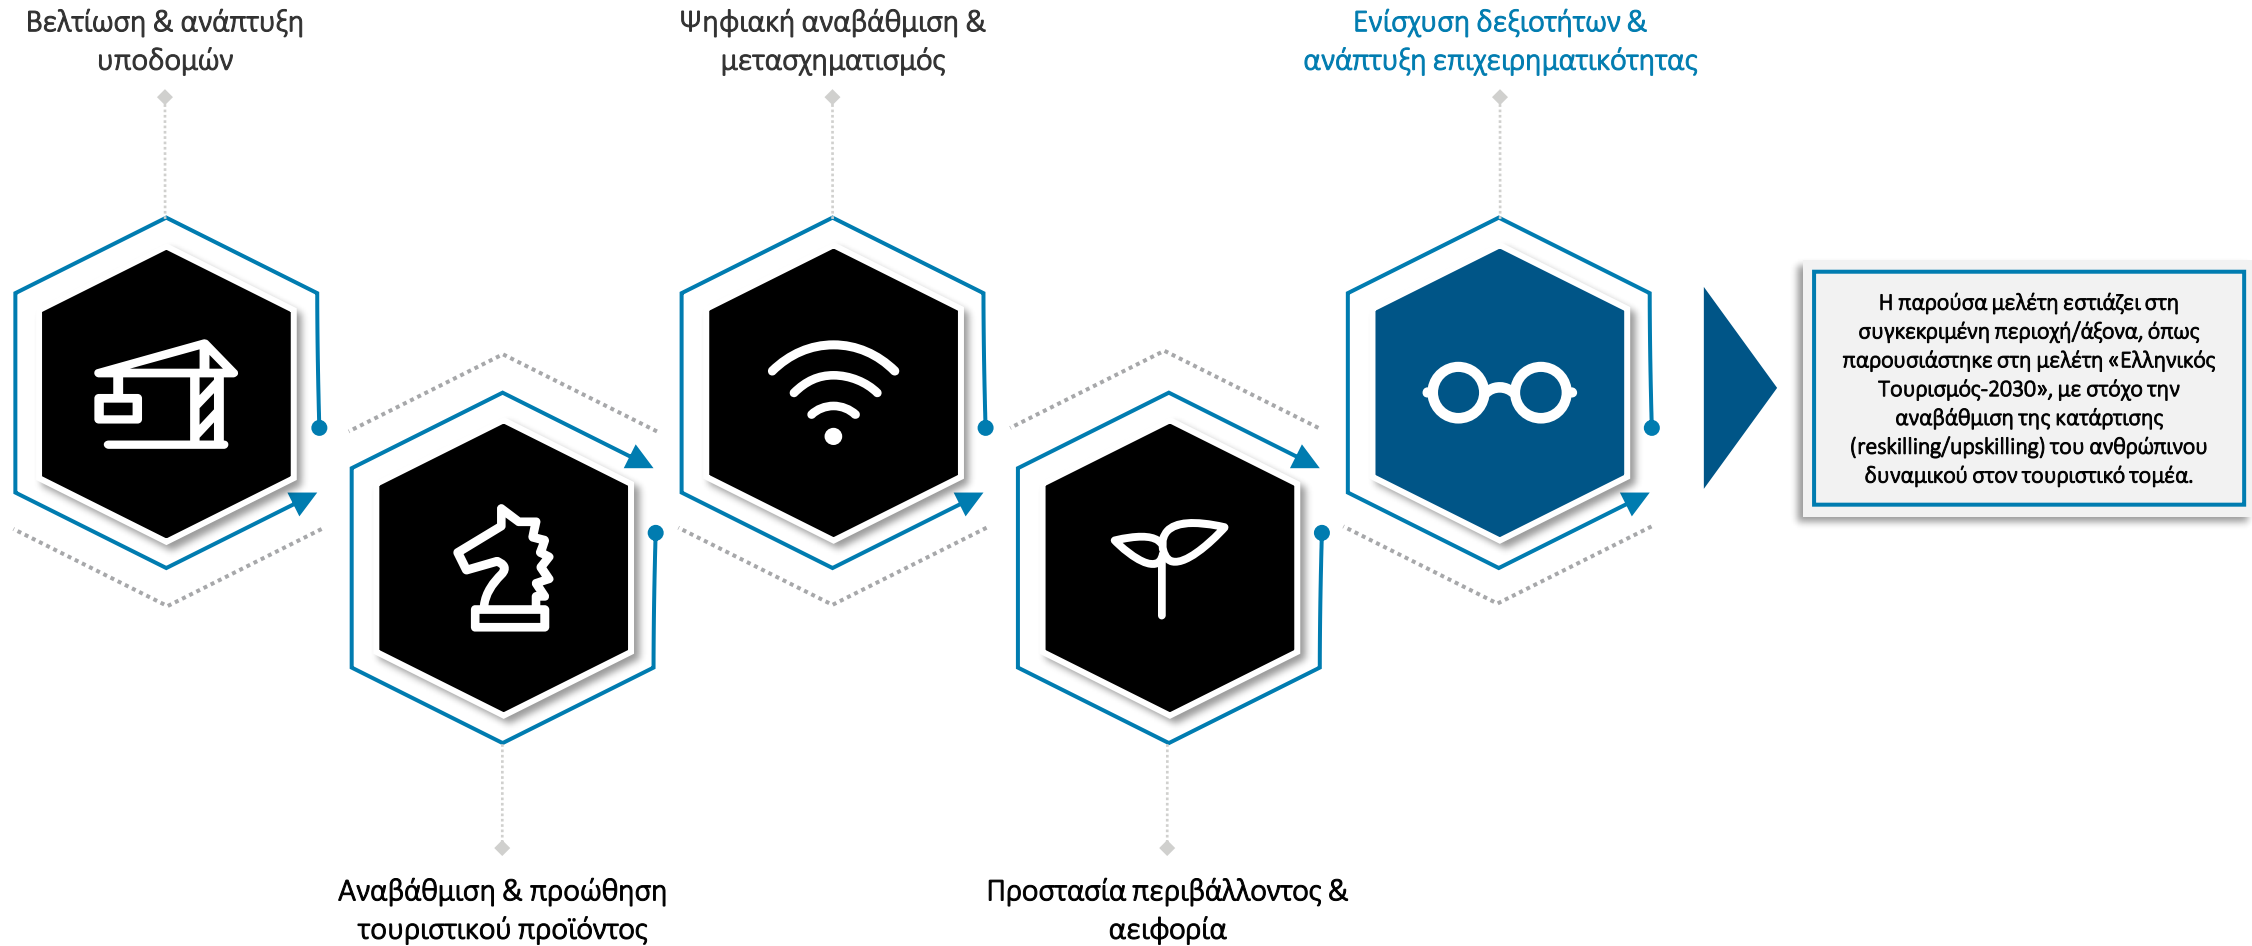 Βελτίωση & ανάπτυξη
υποδομών
Ψηφιακή αναβάθμιση &
μετασχηματισμός
Ενίσχυση δεξιοτήτων &
ανάπτυξη επιχειρηματικότητας
Η παρούσα μελέτη εστιάζει στη
συγκεκριμένη περιοχή/άξονα, όπως
παρουσιάστηκε στη μελέτη «Ελληνικός
Τουρισμός-2030», με στόχο την
αναβάθμιση της κατάρτισης
(reskilling/upskilling) του ανθρώπινου
δυναμικού στον τουριστικό τομέα.
Αναβάθμιση & προώθηση
τουριστικού προϊόντος
Προστασία περιβάλλοντος &
αειφορία